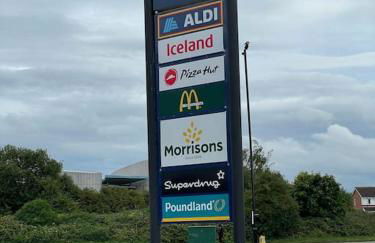 ALDI
Iceland
Pizza Hut
M
Morrisons
Superdrug
Poundland